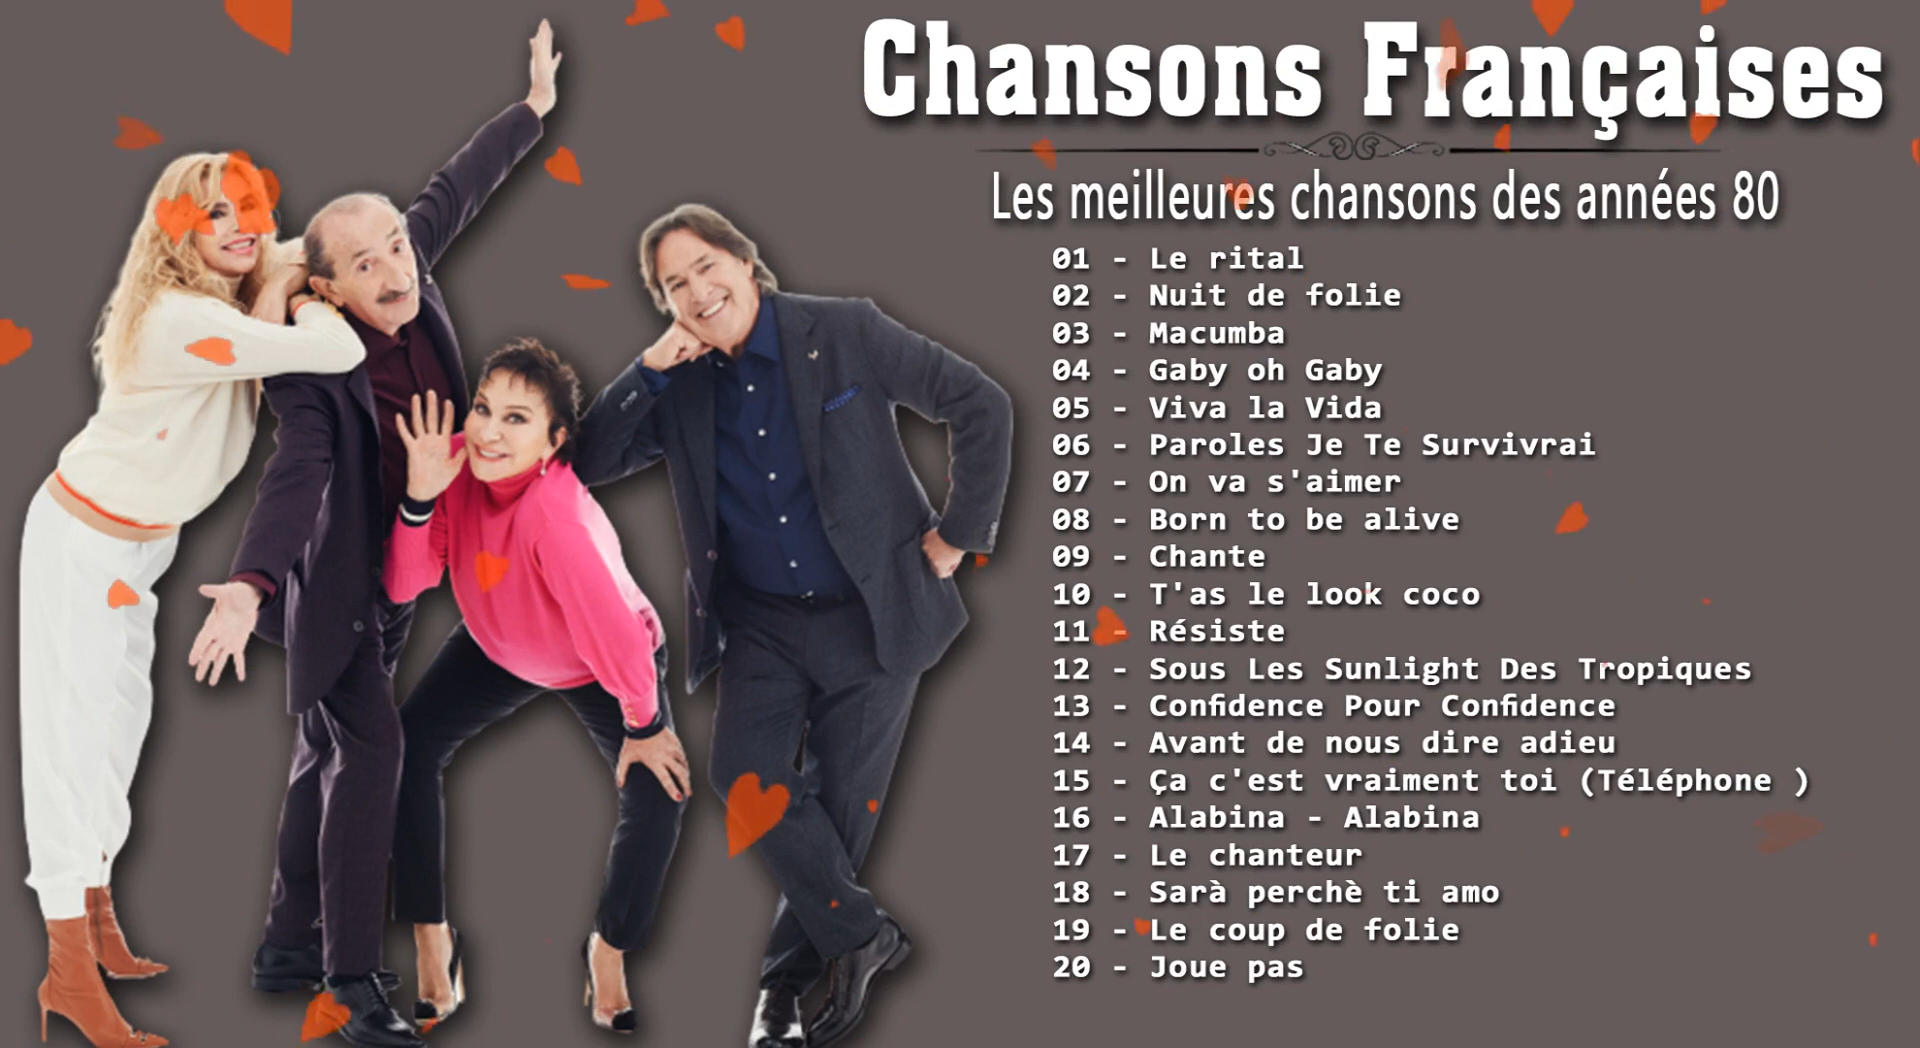 Chansons Françaises
Les meilleures chansons des années 80
01 - Le rital
02 - Nuit de folie
03 - Macumba
04 - Gaby oh Gaby
05 - Viva la Vida
06 - Paroles Je Te Survivrai
07 - On va s'aimer
08 - Born to be alive
09 - Chante
10 - T'as le look coco
11 - Résiste
12 - Sous Les Sunlight Des Tropiques
13 - Confidence Pour Confidence
14 - Avant de nous dire adieu
15 - Ça c'est vraiment toi (Téléphone )
16 - Alabina - Alabina
17 - Le chanteur
18 - Sarà perchè ti amo
19 - Le coup de folie
20 - Joue pas